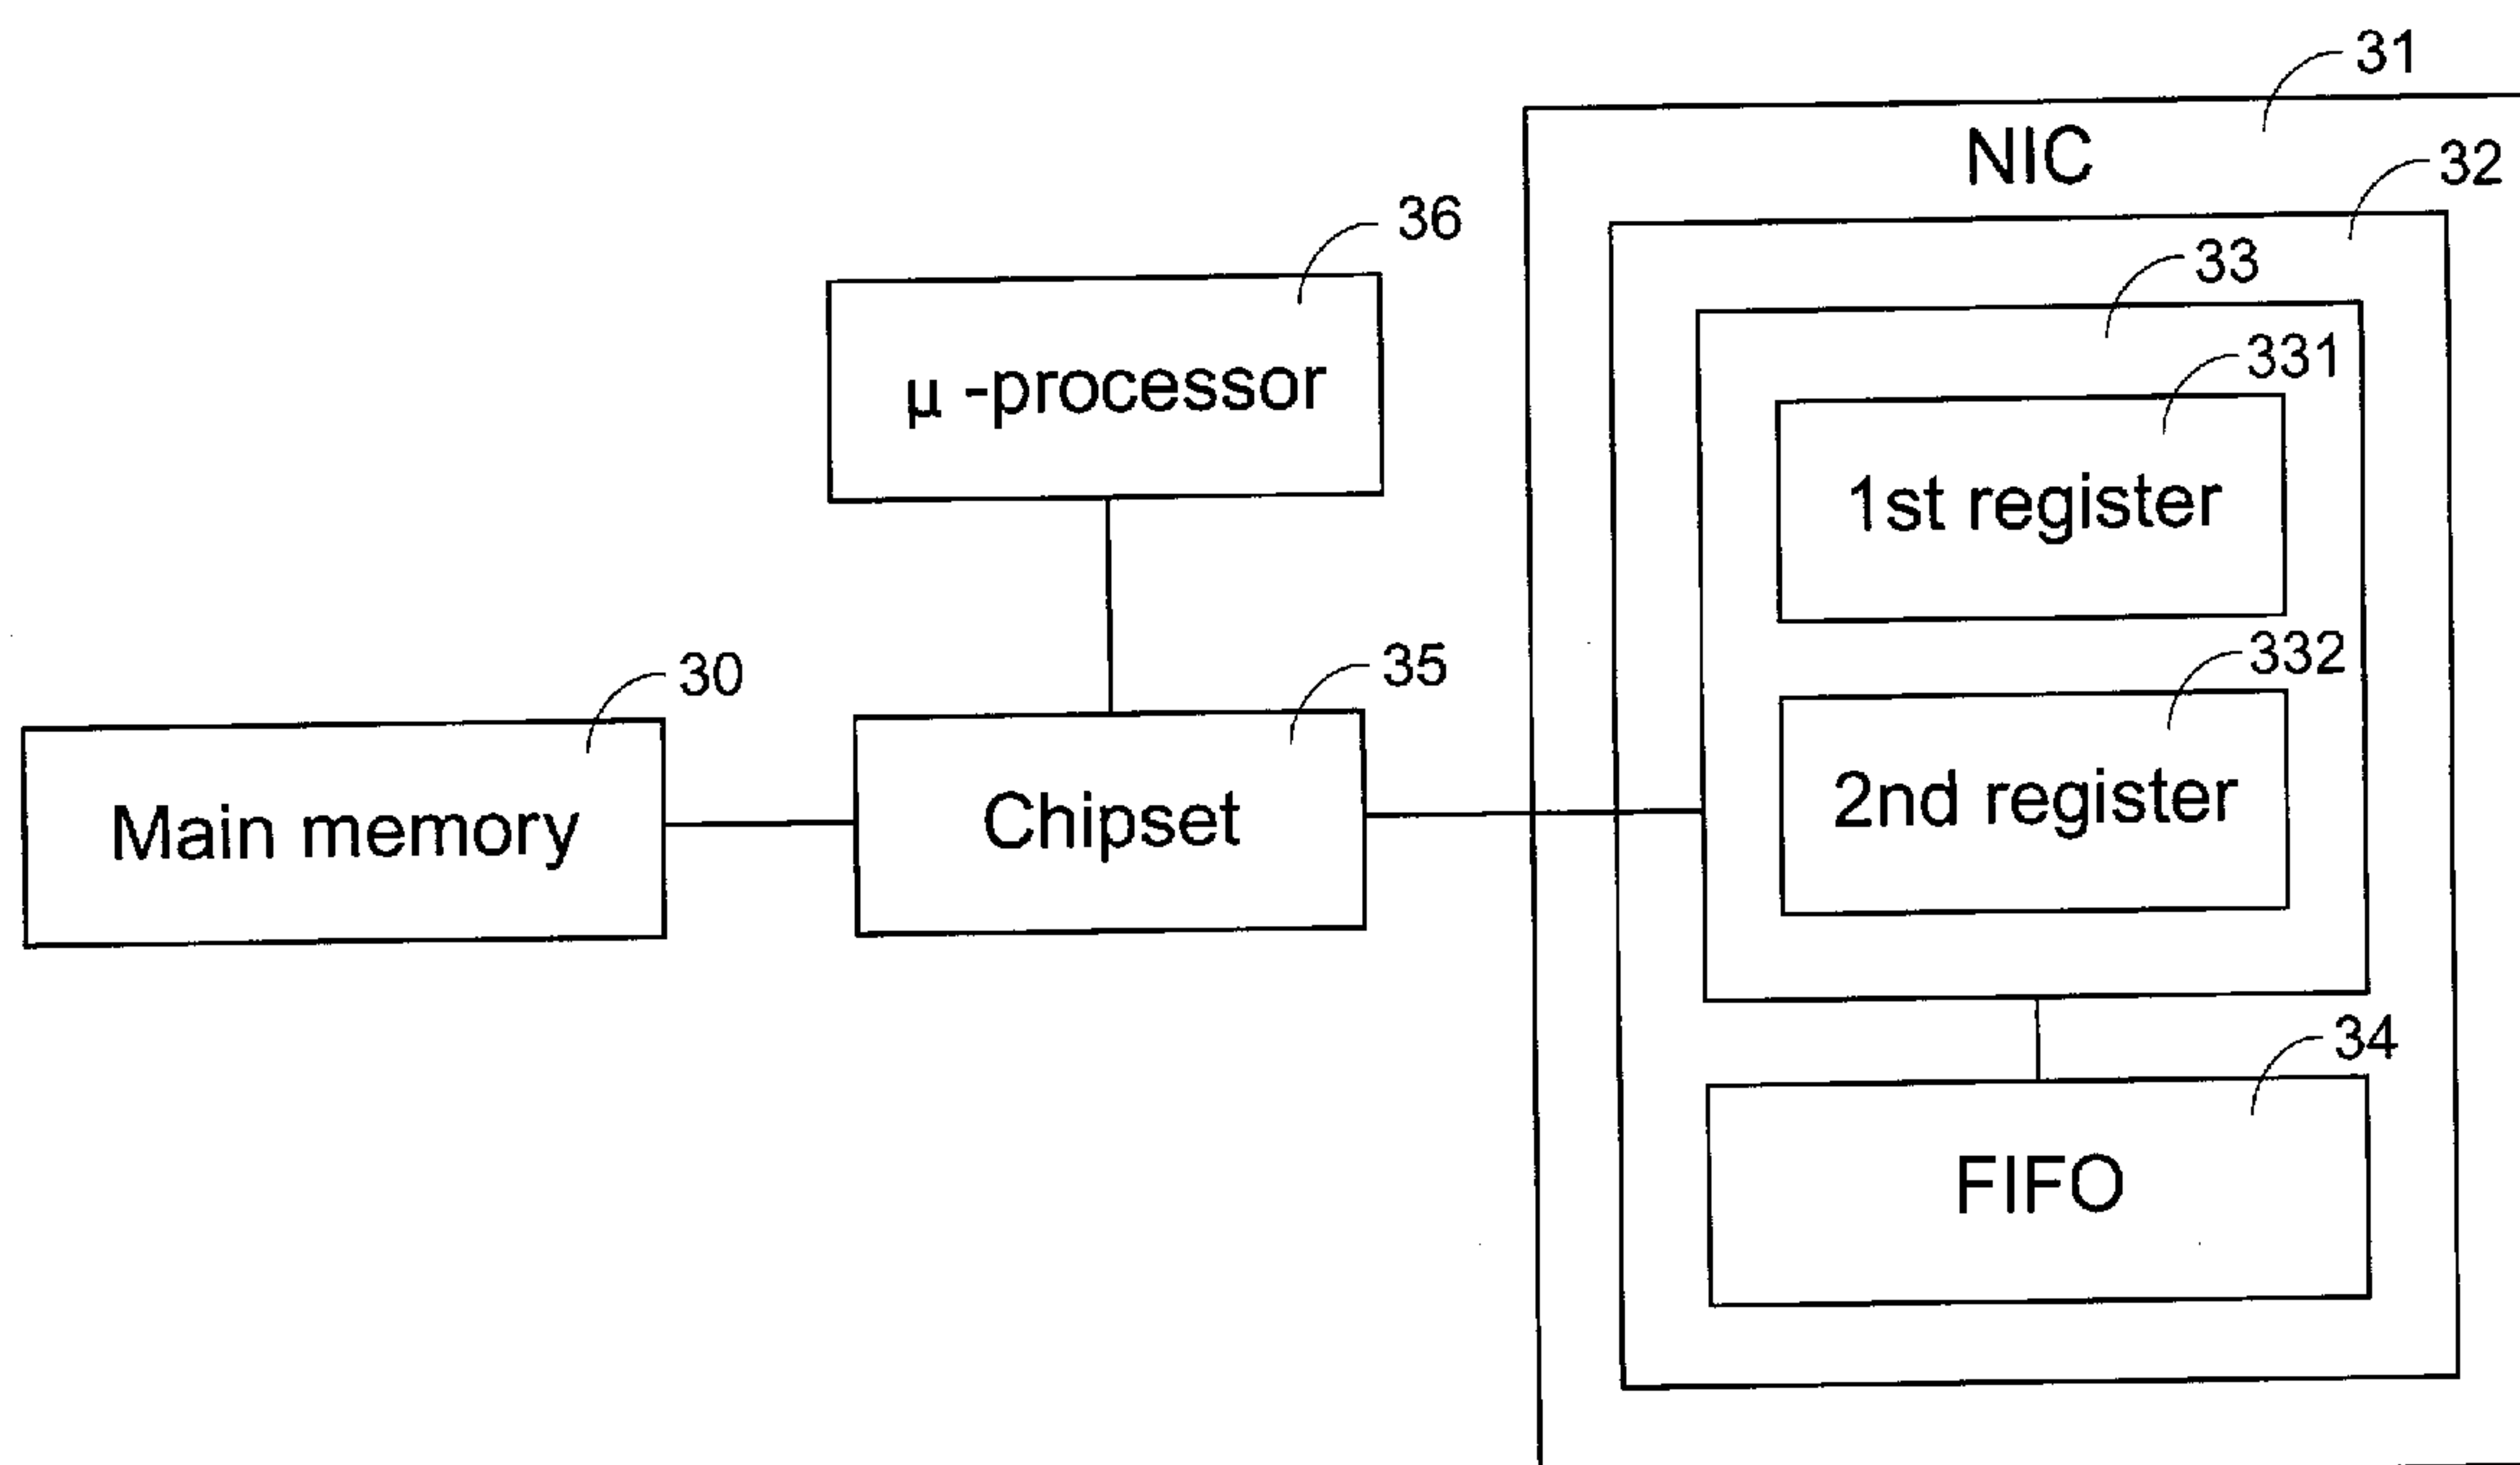 31
NIC
32
36
33
331
μ -processor
1st register
30
35
332
Main memory
Chipset
2nd register
34
FIFO